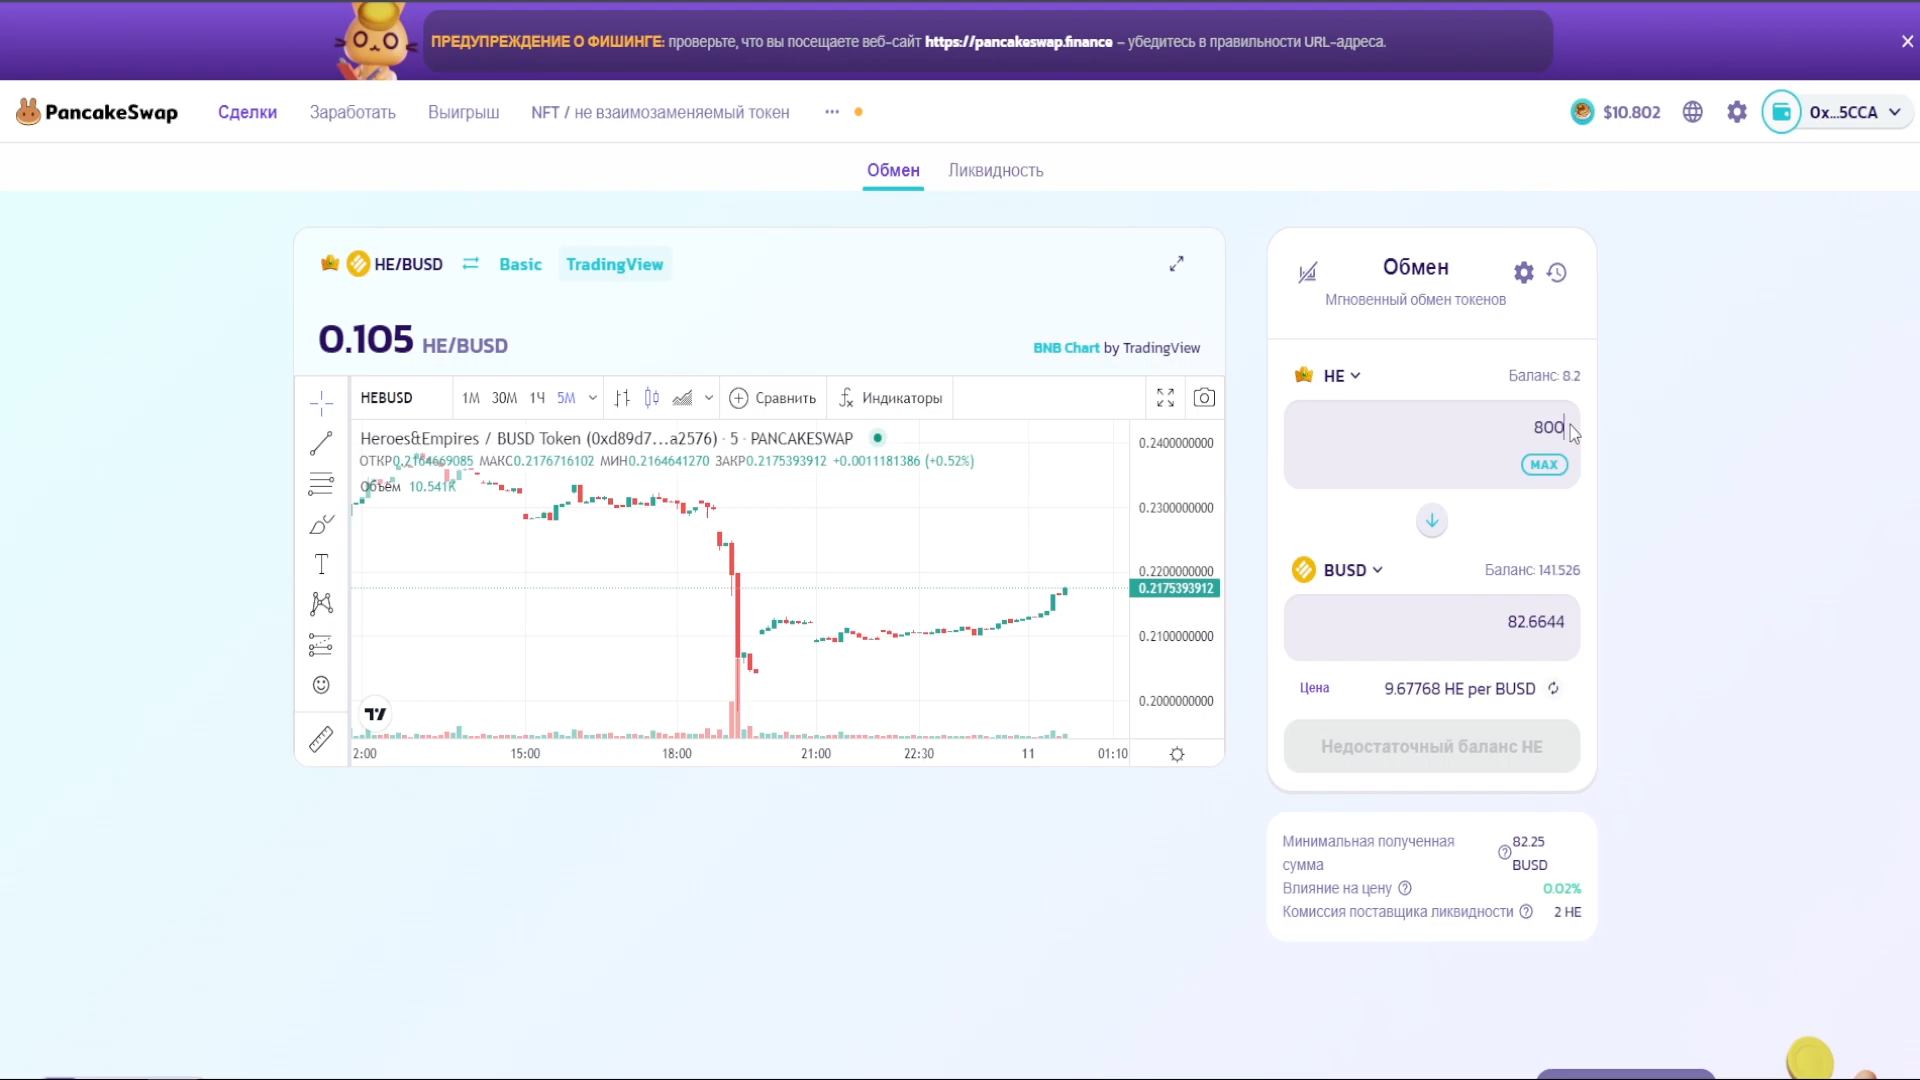 ПРЕДУПРЕЖДЕНИЕ О ФИШИНГЕ: проверьте, что вы посещаете веб-сайт https://pancakeswap.finance – убедитесь в правильности URL-адреса.
PancakeSwap Сделки Заработать Выигрыш NFT / не взаимозаменяемый токен ··· $10.802 0x...5CCA
Обмен Ликвидность
HE/BUSD Basic TradingView
0.105 HE/BUSD
BNB Chart by TradingView
HEBUSD 1М 30М 1Ч 5М Сравнить Индикаторы
Heroes&Empires / BUSD Token (0xd89d7...a2576) · 5 · PANCAKESWAP
ОТКР0.2164669085 МАКС0.2176716102 МИН0.2164641270 ЗАКР0.2175393912 +0.0011181386 (+0.52%)
Объём 10.541K
0.2400000000
0.2300000000
0.2200000000
0.2175393912
0.2100000000
0.2000000000
2:00 15:00 18:00 21:00 22:30 11 01:10
Обмен
Мгновенный обмен токенов
HE Баланс: 8.2
800
MAX
BUSD Баланс: 141.526
82.6644
Цена 9.67768 HE per BUSD
Недостаточный баланс HE
Минимальная полученная сумма 82.25 BUSD
Влияние на цену 0.02%
Комиссия поставщика ликвидности 2 HE